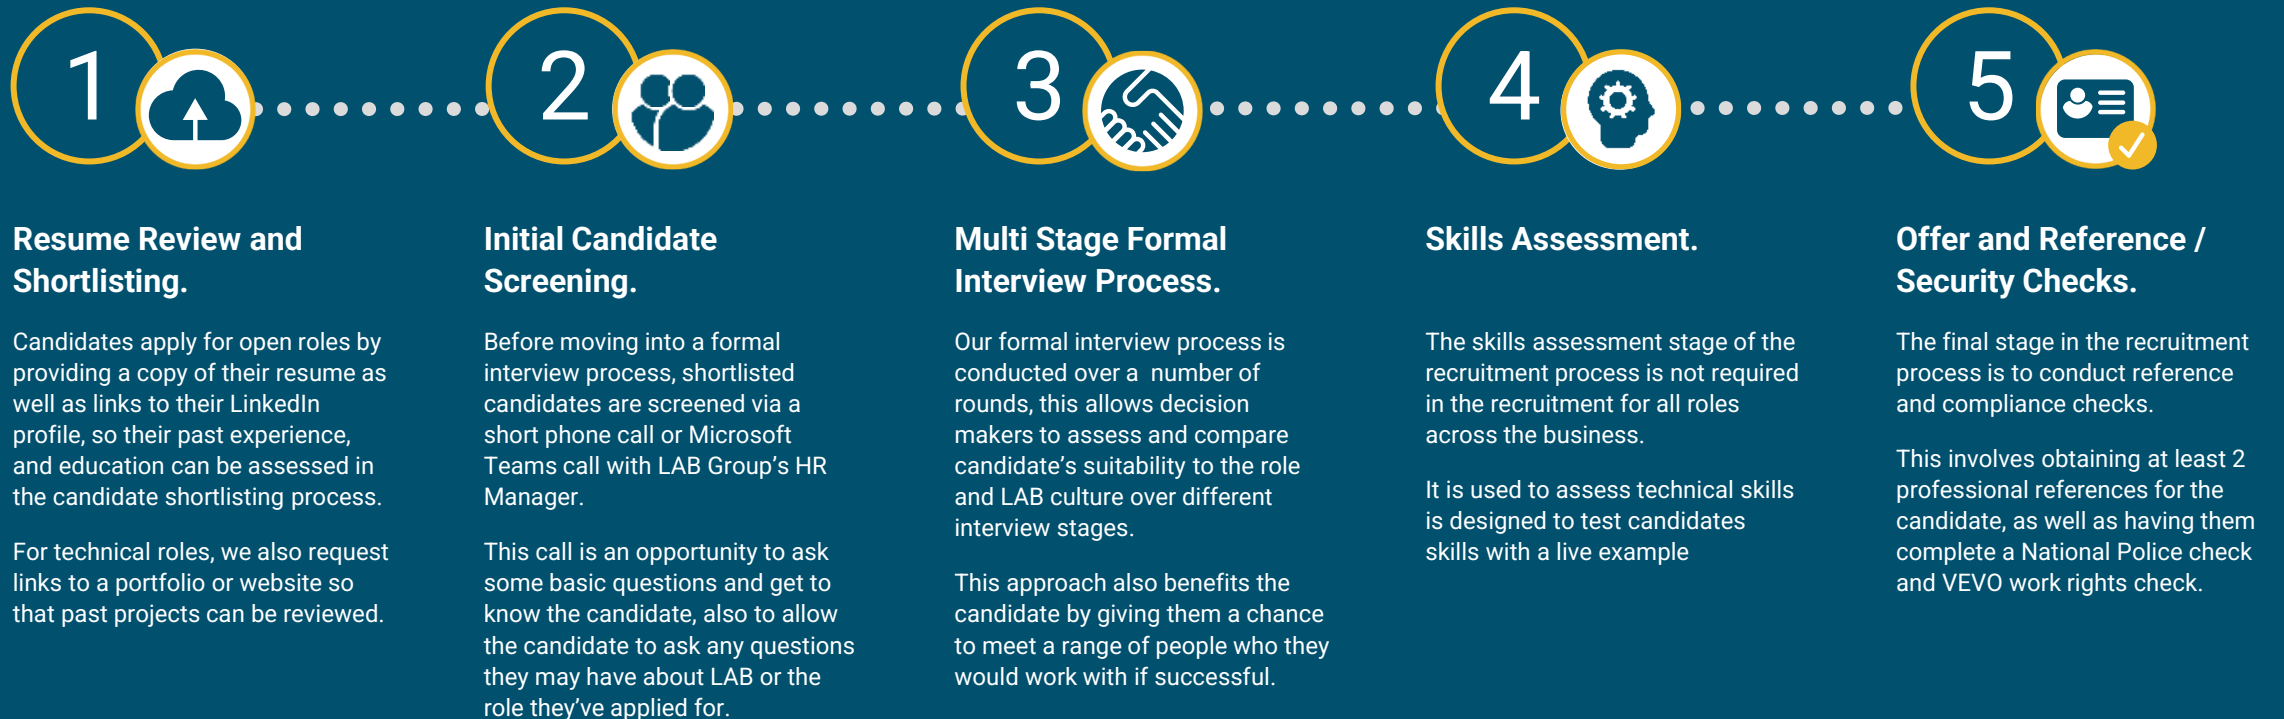 1
2
3
4
5
Resume Review and
Shortlisting.
Candidates apply for open roles by
providing a copy of their resume as
well as links to their LinkedIn
profile, so their past experience,
and education can be assessed in
the candidate shortlisting process.
For technical roles, we also request
links to a portfolio or website so
that past projects can be reviewed.
Initial Candidate
Screening.
Before moving into a formal
interview process, shortlisted
candidates are screened via a
short phone call or Microsoft
Teams call with LAB Group's HR
Manager.
This call is an opportunity to ask
some basic questions and get to
know the candidate, also to allow
the candidate to ask any questions
they may have about LAB or the
role they've applied for.
Multi Stage Formal
Interview Process.
Our formal interview process is
conducted over a  number of
rounds, this allows decision
makers to assess and compare
candidate's suitability to the role
and LAB culture over different
interview stages.
This approach also benefits the
candidate by giving them a chance
to meet a range of people who they
would work with if successful.
Skills Assessment.
The skills assessment stage of the
recruitment process is not required
in the recruitment for all roles
across the business.
It is used to assess technical skills
is designed to test candidates
skills with a live example
Offer and Reference /
Security Checks.
The final stage in the recruitment
process is to conduct reference
and compliance checks.
This involves obtaining at least 2
professional references for the
candidate, as well as having them
complete a National Police check
and VEVO work rights check.